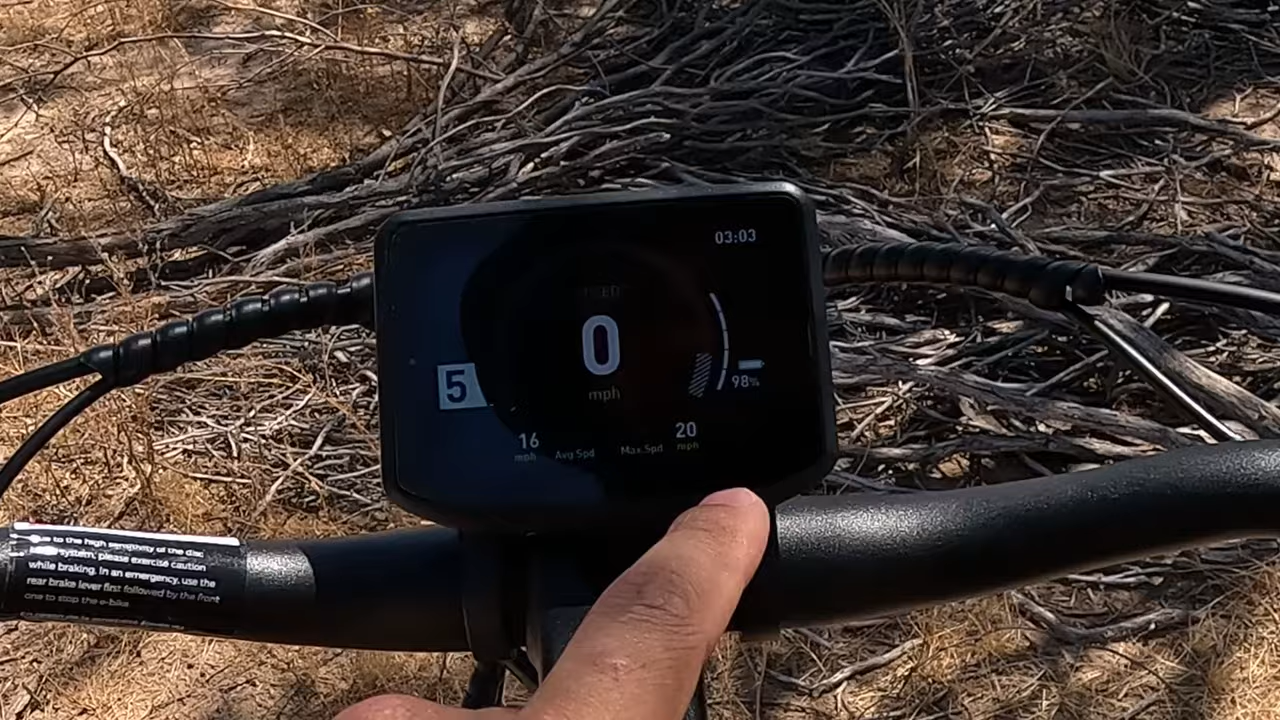 03:03
SPEED
0
mph
5
98%
16
mph
Avg Spd
Max.Spd
20
mph
to the high sensitivity of the disc
system, please exercise caution
while braking. In an emergency, use the
rear brake lever first followed by the front
one to stop the e-bike